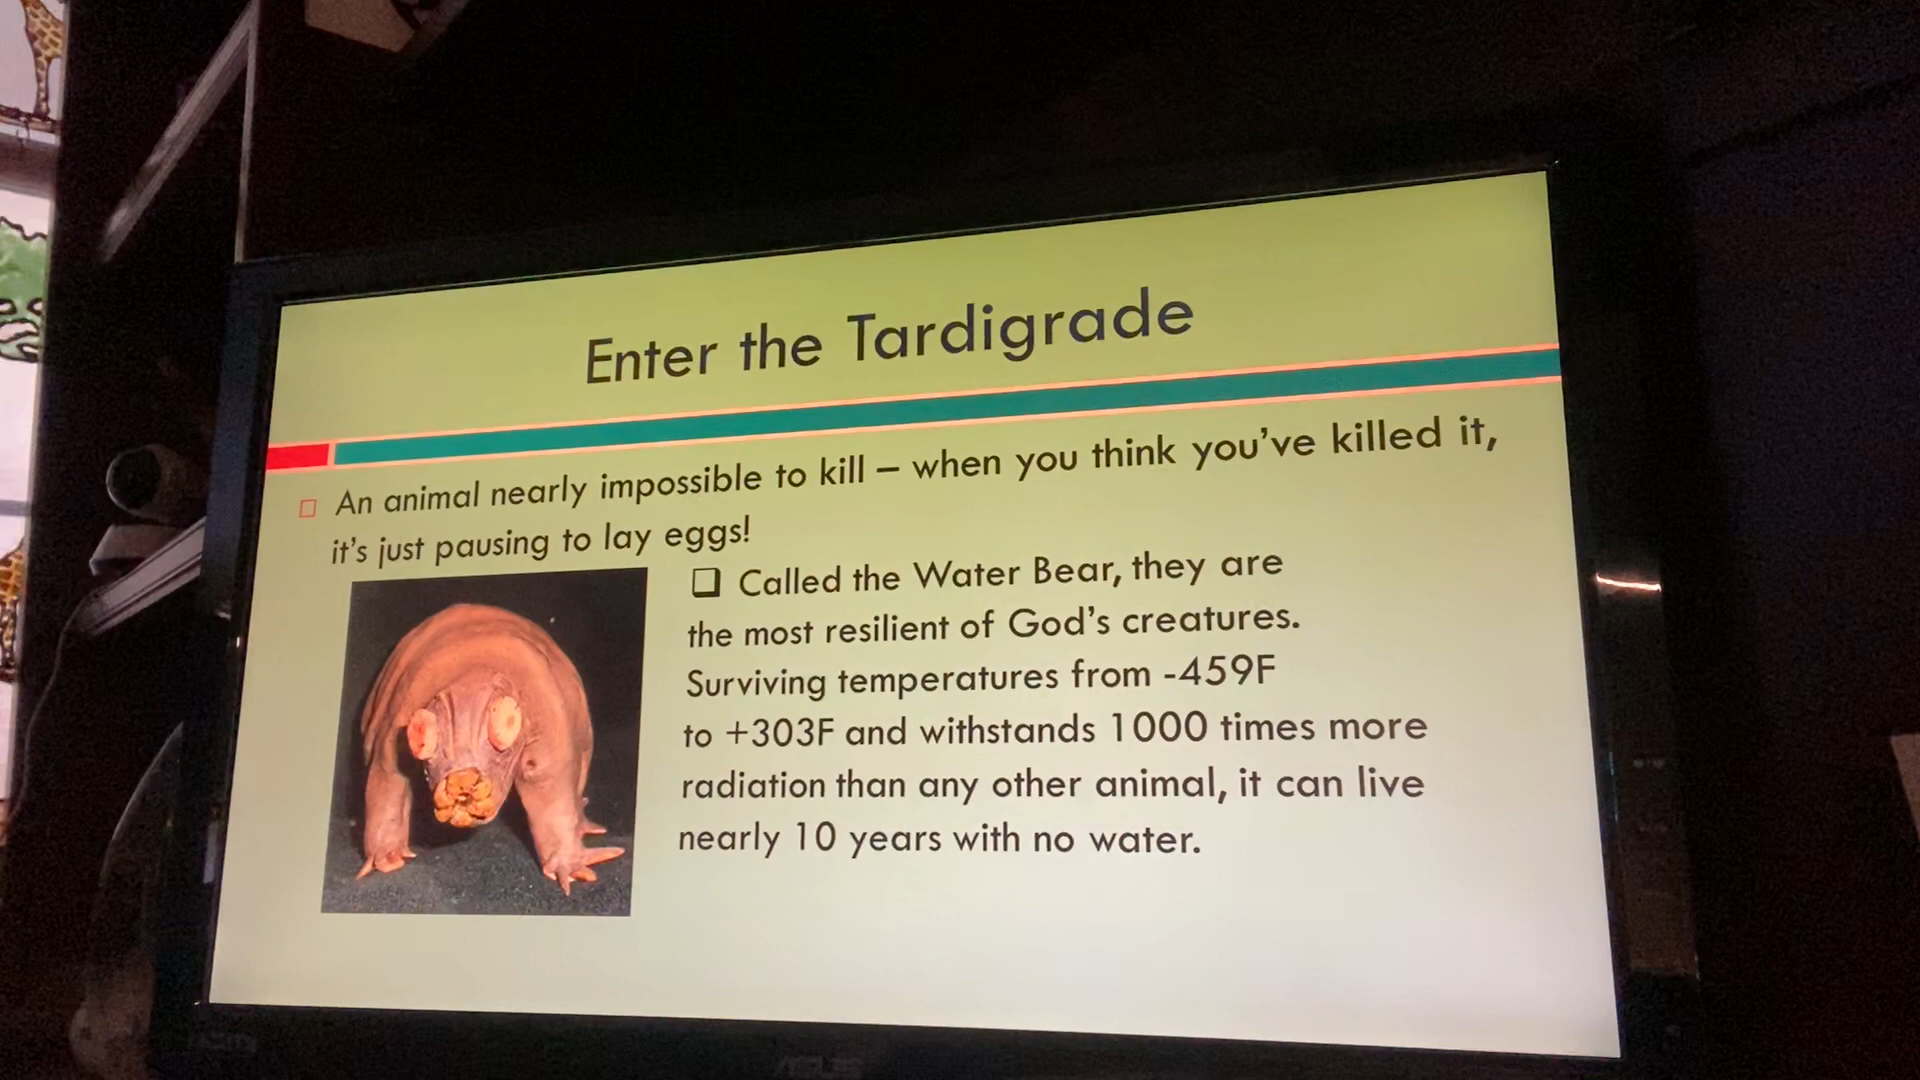 Enter the Tardigrade
An animal nearly impossible to kill – when you think you've killed it,
it's just pausing to lay eggs!
Called the Water Bear, they are
the most resilient of God's creatures.
Surviving temperatures from -459F
to +303F and withstands 1000 times more
radiation than any other animal, it can live
nearly 10 years with no water.
ASUS